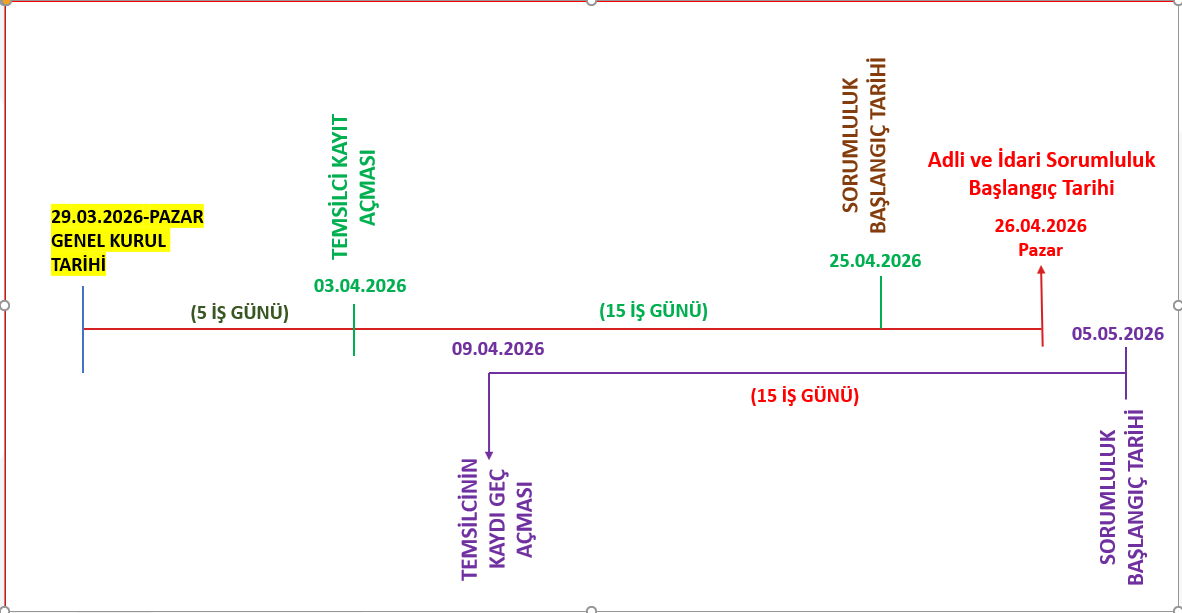 29.03.2026-PAZAR
GENEL KURUL
TARİHİ
(5 İŞ GÜNÜ)
TEMSİLCİ KAYIT
AÇMASI
03.04.2026
(15 İŞ GÜNÜ)
SORUMLULUK
BAŞLANGIÇ TARİHİ
25.04.2026
Adli ve İdari Sorumluluk
Başlangıç Tarihi
26.04.2026
Pazar
09.04.2026
TEMSİLCİNİN
KAYDI GEÇ
AÇMASI
(15 İŞ GÜNÜ)
05.05.2026
SORUMLULUK
BAŞLANGIÇ TARİHİ